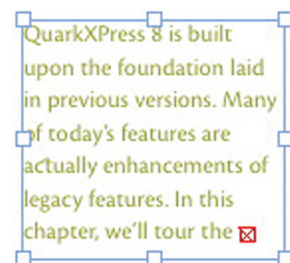 QuarkXPress 8 is built
upon the foundation laid
in previous versions. Many
of today's features are
actually enhancements of
legacy features. In this
chapter, we'll tour the